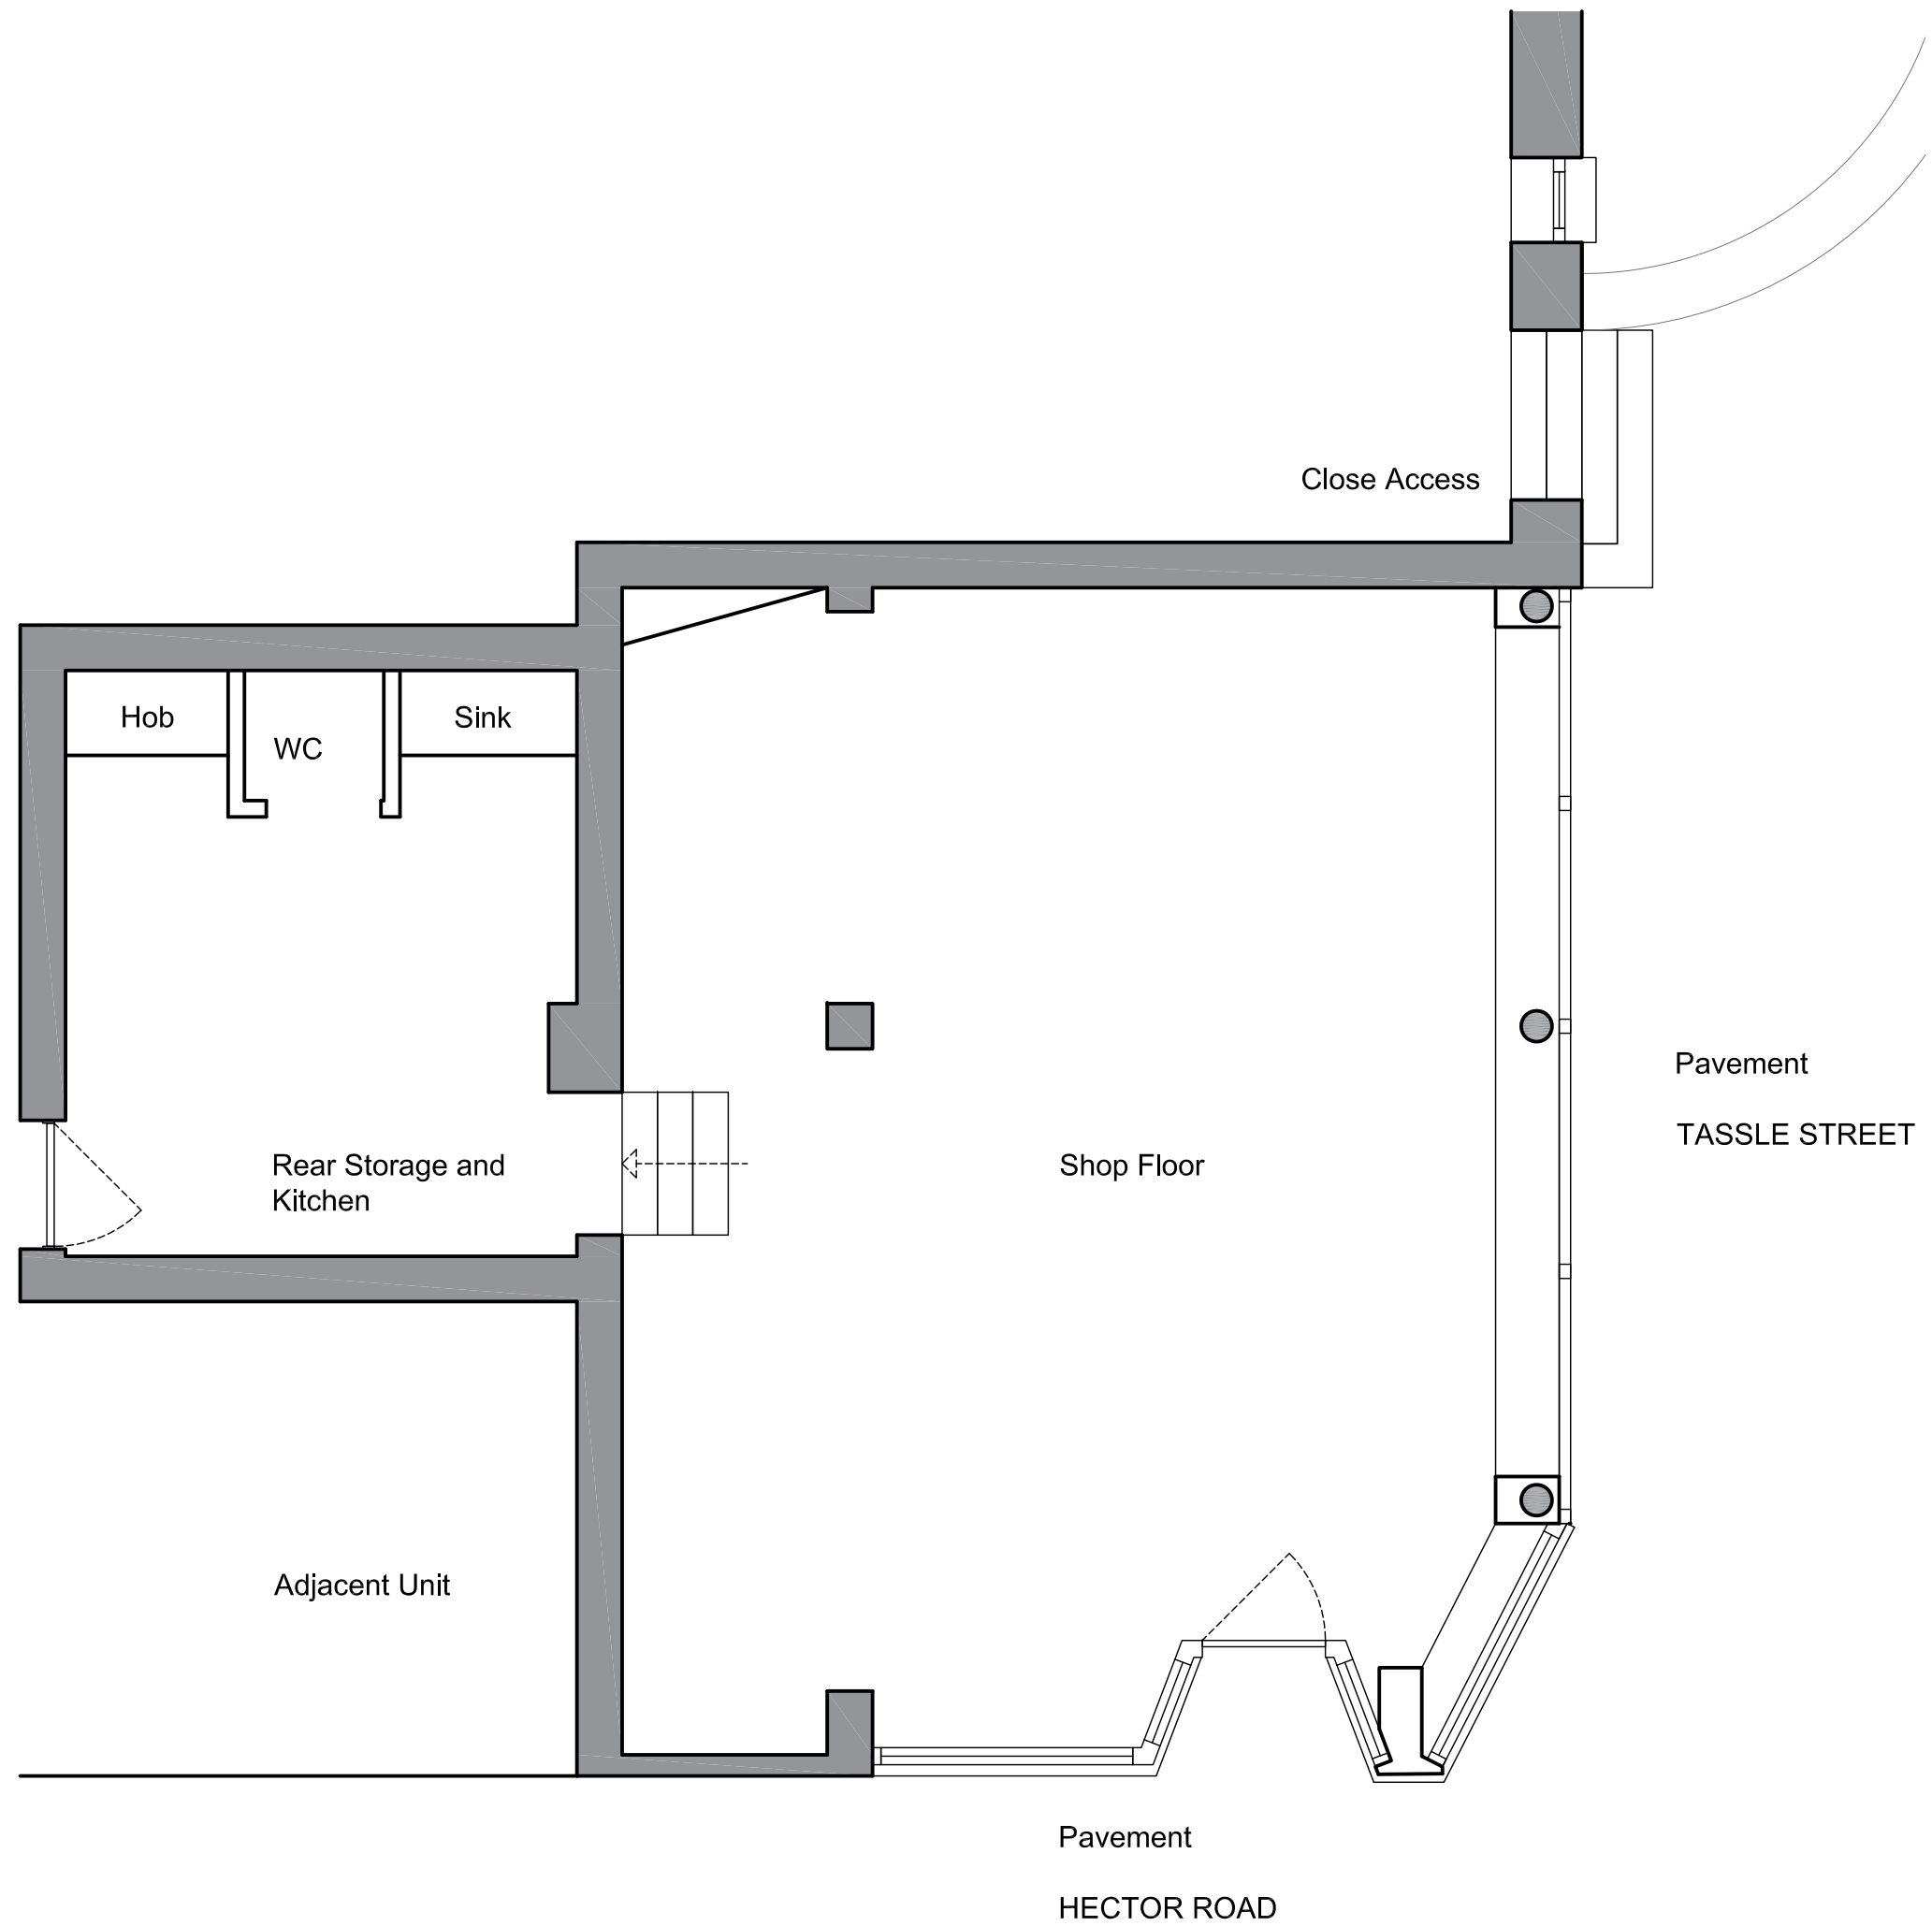 Close Access
Hob
WC
Sink
Pavement
TASSLE STREET
Rear Storage and
Kitchen
Shop Floor
Adjacent Unit
Pavement
HECTOR ROAD